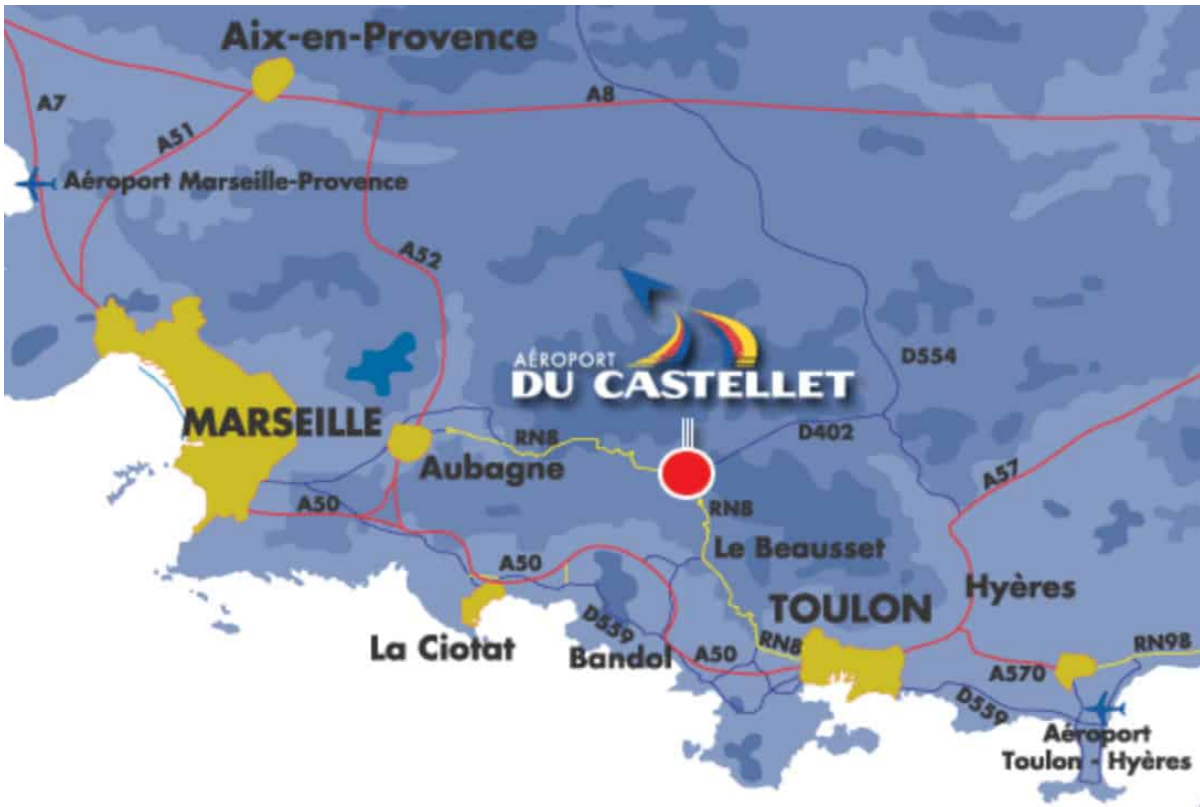 Aix-en-Provence
A7
A8
A51
Aéroport Marseille-Provence
A52
AÉROPORT
DU CASTELLET
D554
MARSEILLE
RN8
D402
Aubagne
A57
A50
RN8
Le Beausset
A50
Hyères
TOULON
D559
La Ciotat
Bandol
A50
RN8
RN98
A570
D559
Aéroport
Toulon - Hyères